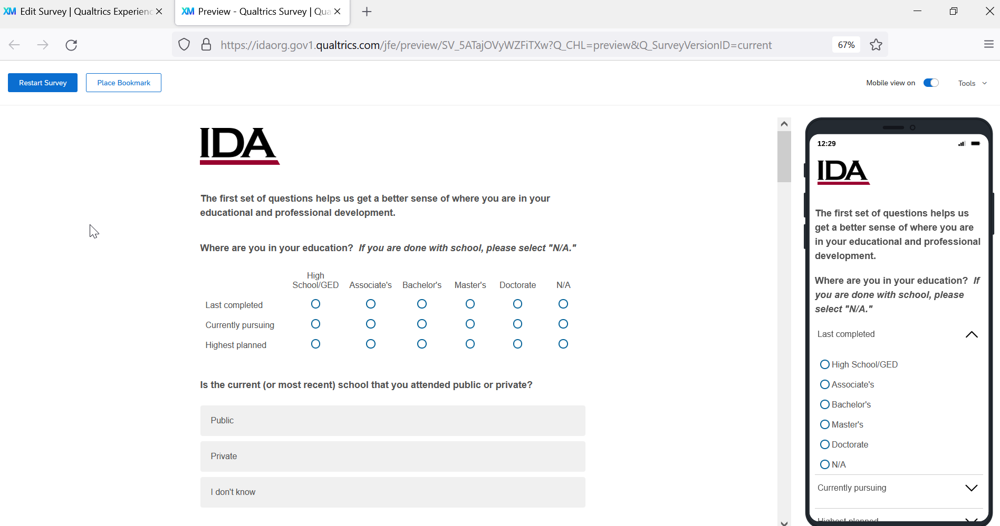 XM Edit Survey | Qualtrics Experienc
XM Preview - Qualtrics Survey | Qua
https://idaorg.gov1.qualtrics.com/jfe/preview/SV_5ATajOVyWZFiTXw?Q_CHL=preview&Q_SurveyVersionID=current
67%
Restart Survey
Place Bookmark
Mobile view on
Tools
IDA
The first set of questions helps us get a better sense of where you are in your
educational and professional development.
Where are you in your education? If you are done with school, please select "N/A."
High
School/GED Associate's Bachelor's Master's Doctorate N/A
Last completed
Currently pursuing
Highest planned
Is the current (or most recent) school that you attended public or private?
Public
Private
I don't know
12:29
IDA
The first set of questions helps us
get a better sense of where you are
in your educational and professional
development.
Where are you in your education? If
you are done with school, please
select "N/A."
Last completed
High School/GED
Associate's
Bachelor's
Master's
Doctorate
N/A
Currently pursuing
Highest planned